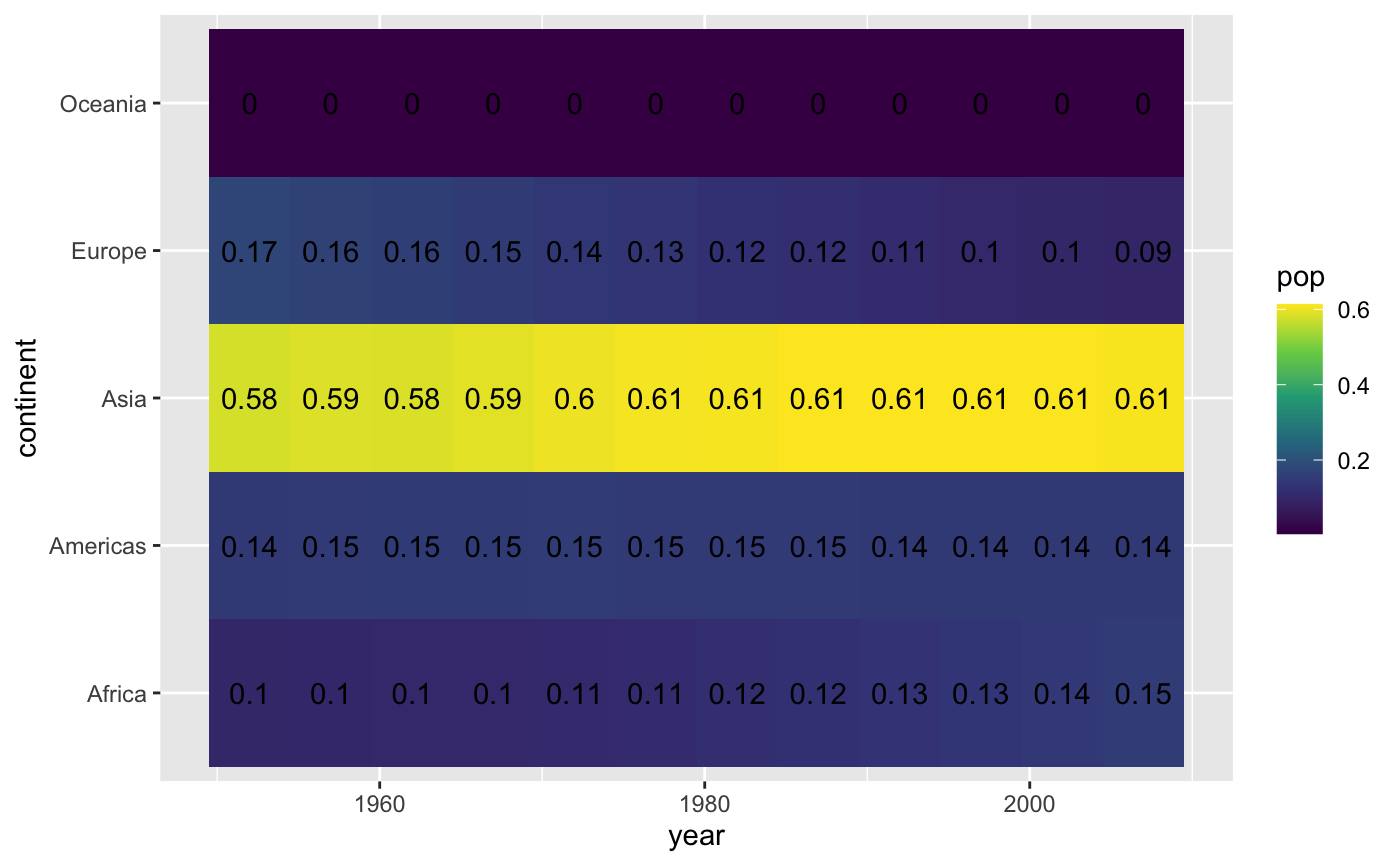 Oceania 0 0 0 0 0 0 0 0 0 0 0 0
Europe 0.17 0.16 0.16 0.15 0.14 0.13 0.12 0.12 0.11 0.1 0.1 0.09
Asia 0.58 0.59 0.58 0.59 0.6 0.61 0.61 0.61 0.61 0.61 0.61 0.61
Americas 0.14 0.15 0.15 0.15 0.15 0.15 0.15 0.15 0.14 0.14 0.14 0.14
Africa 0.1 0.1 0.1 0.1 0.11 0.11 0.12 0.12 0.13 0.13 0.14 0.15
continent
1960 1980 2000
year
pop
0.6
0.4
0.2